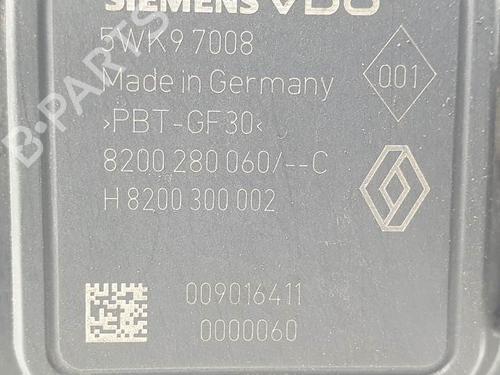 SIEMENS VDO
5WK9 7008
Made in Germany
001
>PBT-GF30<
8200 280 060/--C
H 8200 300 002
009016411
0000060
B-PARTS